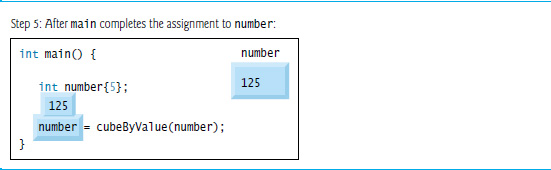 Step 5: After main completes the assignment to number:
int main() {
number
int number{5};
125
125
number = cubeByValue(number);
}